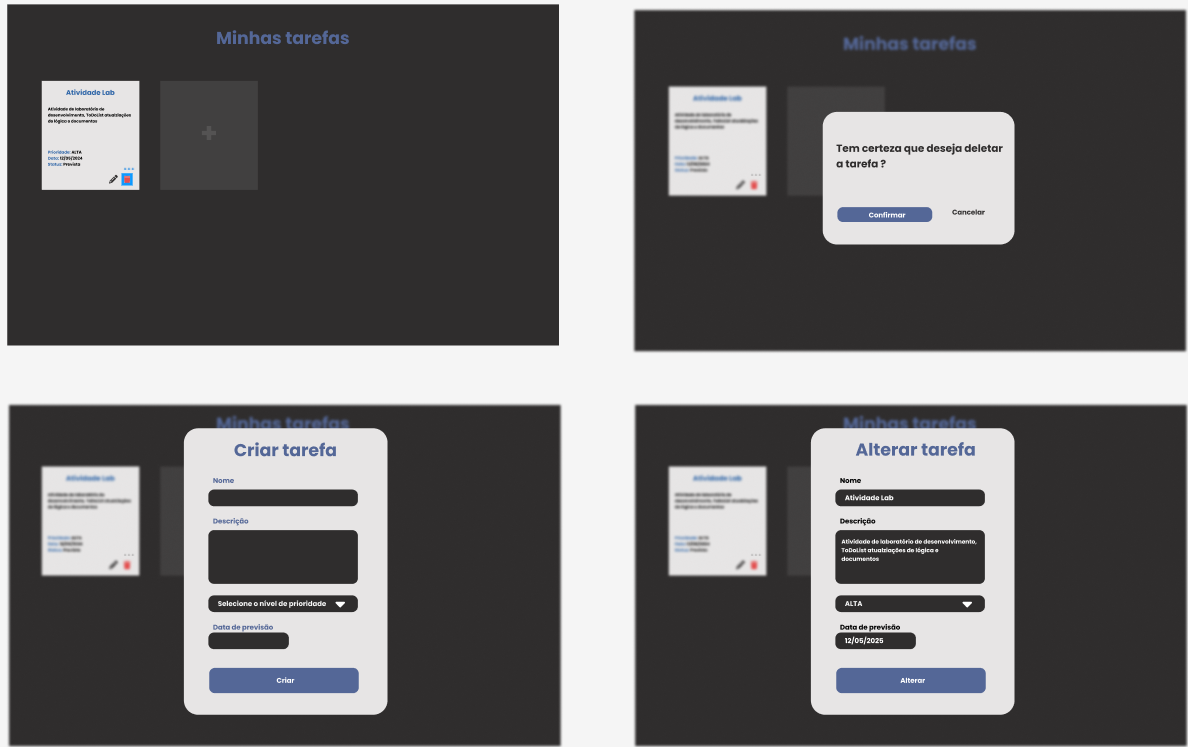 Minhas tarefas
Atividade Lab
Atividade de laboratório de
desenvolvimento, ToDoList atualziações
de lógica e documentos
Prioridade: ALTA
Data: 12/05/2024
Status: Prevista
Minhas tarefas
Atividade Lab
Tem certeza que deseja deletar
a tarefa ?
Confirmar
Cancelar
Minhas tarefas
Atividade Lab
Criar tarefa
Nome
Descrição
Selecione o nível de prioridade
Data de previsão
Criar
Minhas tarefas
Atividade Lab
Alterar tarefa
Nome
Atividade Lab
Descrição
Atividade de laboratório de desenvolvimento,
ToDoList atualziações de lógica e
documentos
ALTA
Data de previsão
12/05/2025
Alterar